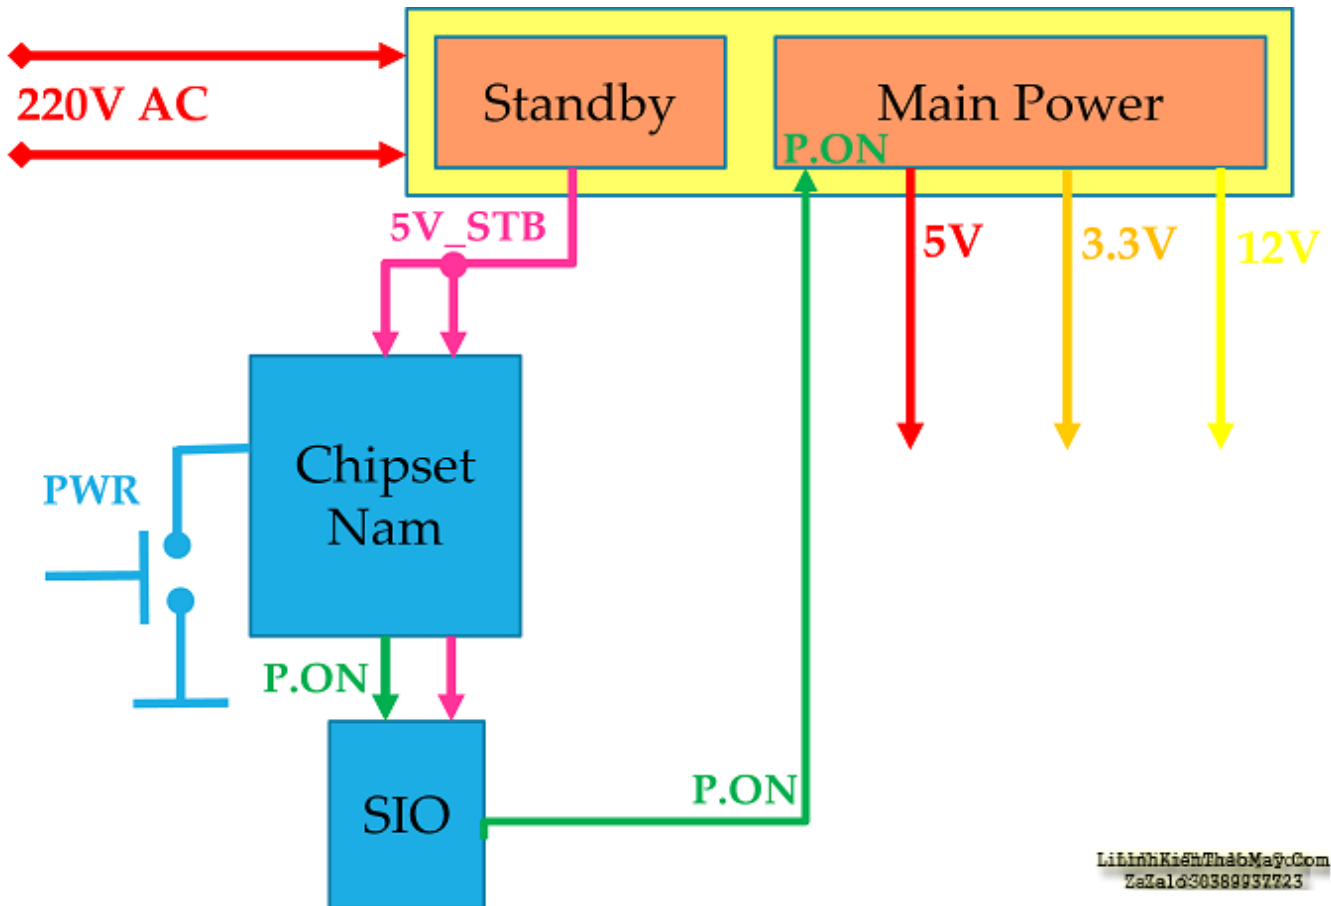 220V AC
Standby
Main Power
P.ON
5V_STB
5V
3.3V
12V
Chipset
Nam
PWR
P.ON
P.ON
SIO